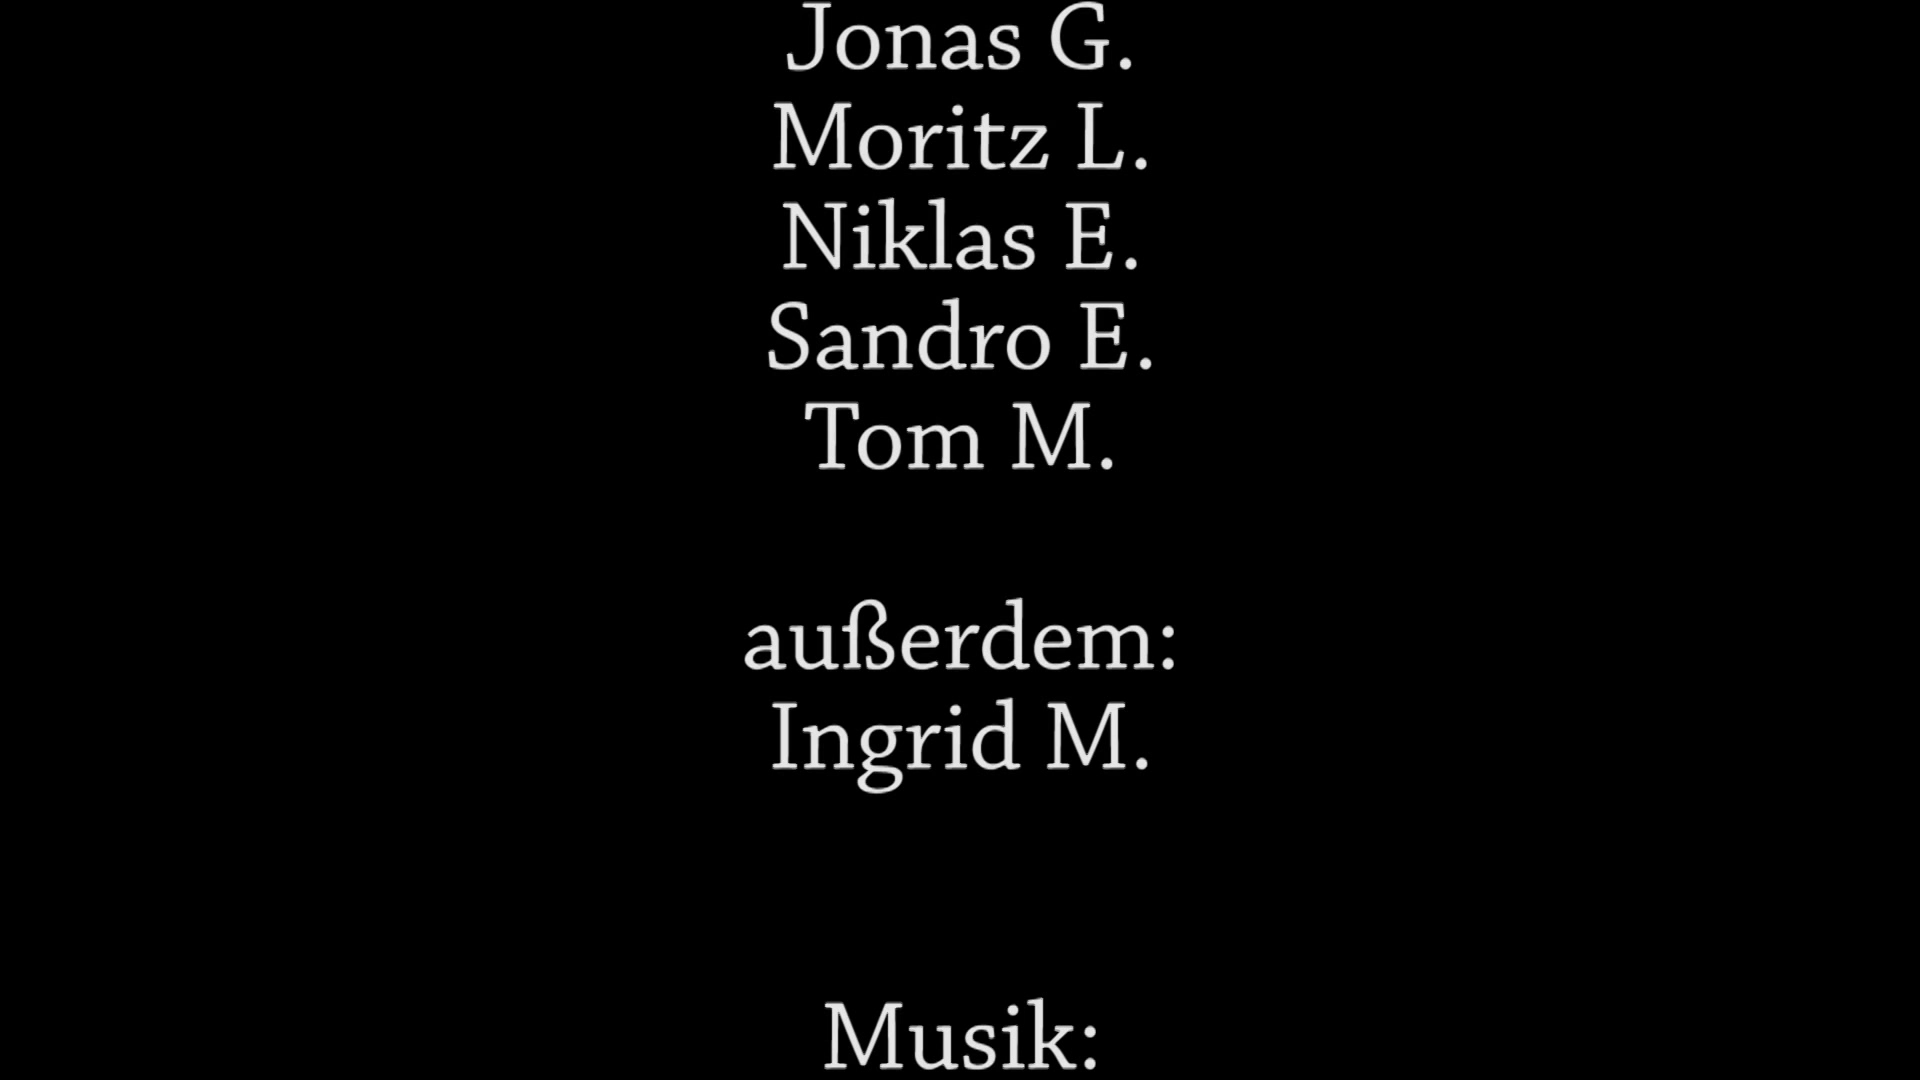 Jonas G.
Moritz L.
Niklas E.
Sandro E.
Tom M.
außerdem:
Ingrid M.
Musik: